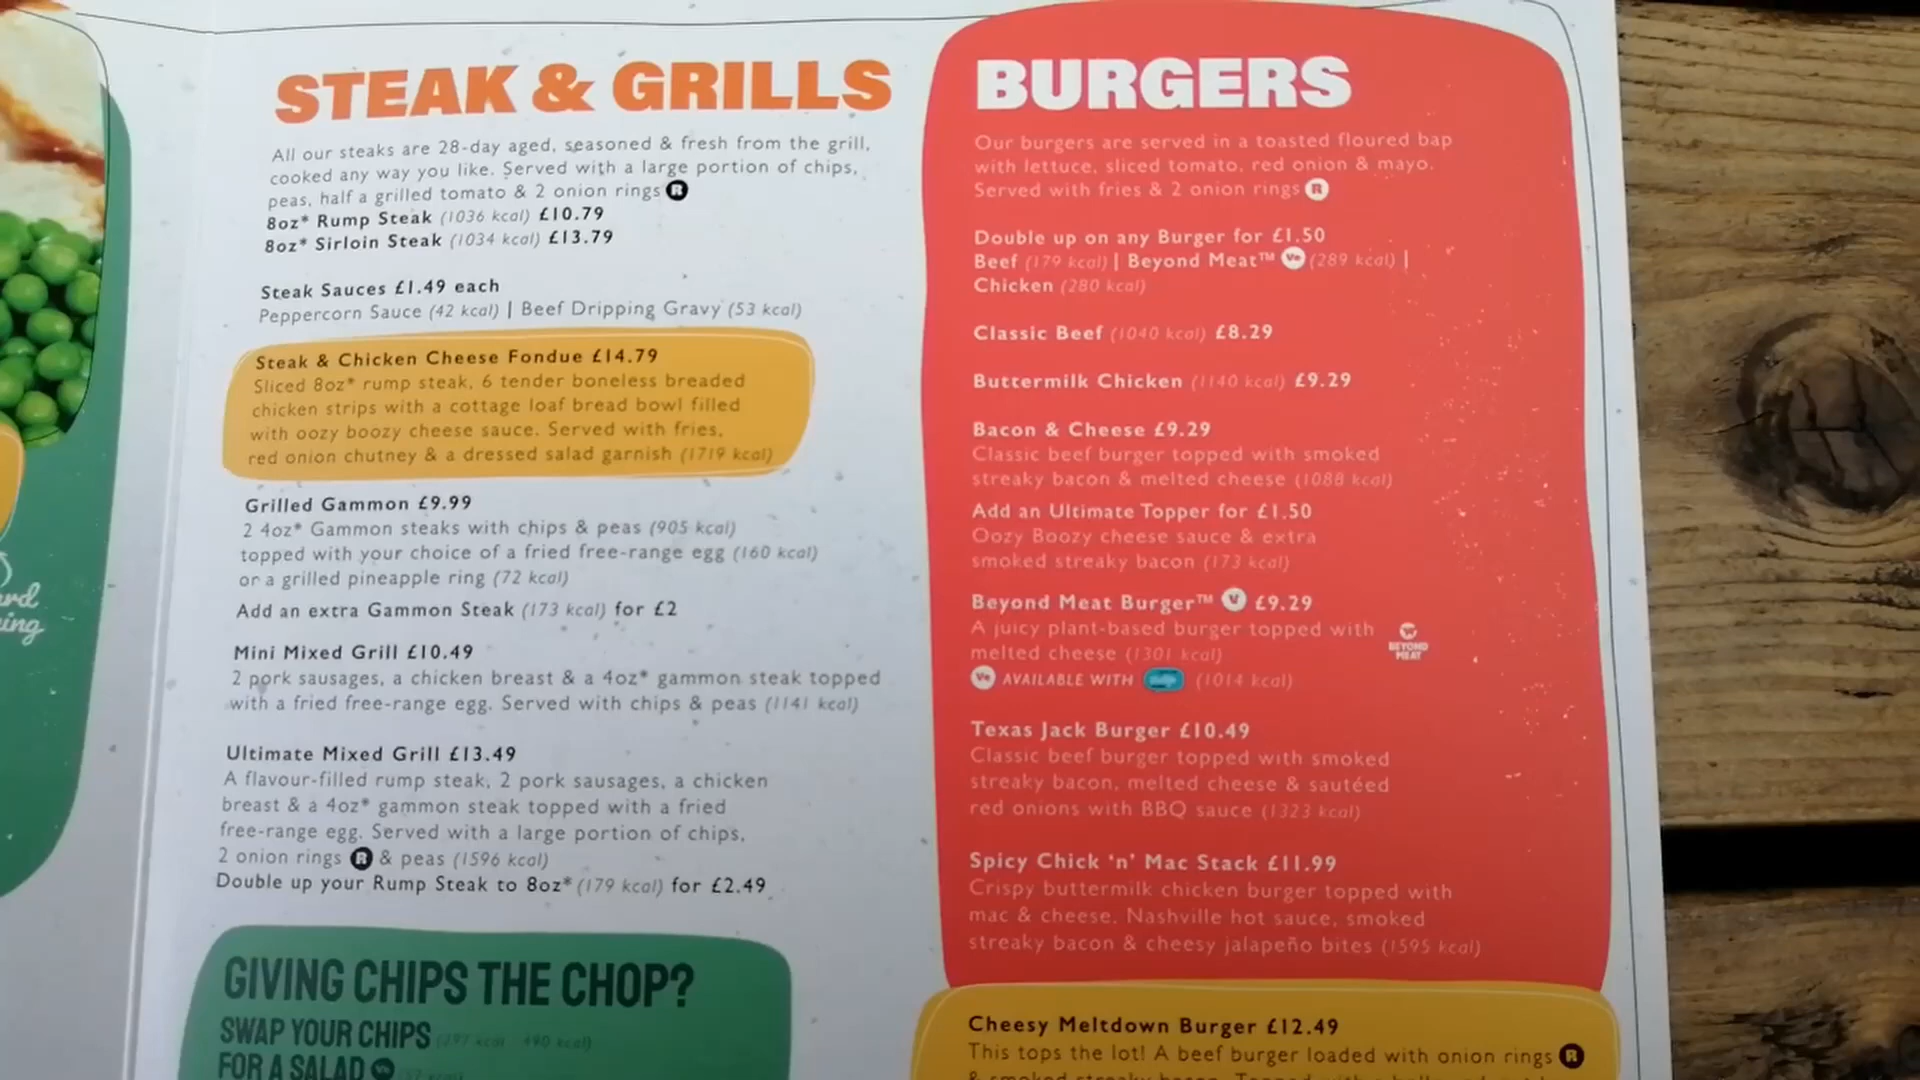 STEAK & GRILLS
All our steaks are 28-day aged, seasoned & fresh from the grill,
cooked any way you like. Served with a large portion of chips,
peas, half a grilled tomato & 2 onion rings R
8oz* Rump Steak (1036 kcal) £10.79
8oz* Sirloin Steak (1034 kcal) £13.79
Steak Sauces £1.49 each
Peppercorn Sauce (42 kcal) | Beef Dripping Gravy (53 kcal)
Steak & Chicken Cheese Fondue £14.79
Sliced 8oz* rump steak, 6 tender boneless breaded
chicken strips with a cottage loaf bread bowl filled
with oozy boozy cheese sauce. Served with fries,
red onion chutney & a dressed salad garnish (1719 kcal)
Grilled Gammon £9.99
2 4oz* Gammon steaks with chips & peas (905 kcal)
topped with your choice of a fried free-range egg (160 kcal)
or a grilled pineapple ring (72 kcal)
Add an extra Gammon Steak (173 kcal) for £2
Mini Mixed Grill £10.49
2 pork sausages, a chicken breast & a 4oz* gammon steak topped
with a fried free-range egg. Served with chips & peas (1141 kcal)
Ultimate Mixed Grill £13.49
A flavour-filled rump steak, 2 pork sausages, a chicken
breast & a 4oz* gammon steak topped with a fried
free-range egg. Served with a large portion of chips,
2 onion rings R & peas (1596 kcal)
Double up your Rump Steak to 8oz* (179 kcal) for £2.49
GIVING CHIPS THE CHOP?
SWAP YOUR CHIPS
FOR A SALAD Ve
BURGERS
Our burgers are served in a toasted floured bap
with lettuce, sliced tomato, red onion & mayo.
Served with fries & 2 onion rings R
Double up on any Burger for £1.50
Beef (179 kcal) | Beyond Meat™ Ve (289 kcal) |
Chicken (280 kcal)
Classic Beef (1040 kcal) £8.29
Buttermilk Chicken (1140 kcal) £9.29
Bacon & Cheese £9.29
Classic beef burger topped with smoked
streaky bacon & melted cheese (1088 kcal)
Add an Ultimate Topper for £1.50
Oozy Boozy cheese sauce & extra
smoked streaky bacon (173 kcal)
Beyond Meat Burger™ V £9.29
A juicy plant-based burger topped with
melted cheese (1301 kcal)
BEYOND
MEAT
Ve AVAILABLE WITH (1014 kcal)
Texas Jack Burger £10.49
Classic beef burger topped with smoked
streaky bacon, melted cheese & sautéed
red onions with BBQ sauce (1323 kcal)
Spicy Chick 'n' Mac Stack £11.99
Crispy buttermilk chicken burger topped with
mac & cheese, Nashville hot sauce, smoked
streaky bacon & cheesy jalapeño bites (1595 kcal)
Cheesy Meltdown Burger £12.49
This tops the lot! A beef burger loaded with onion rings R